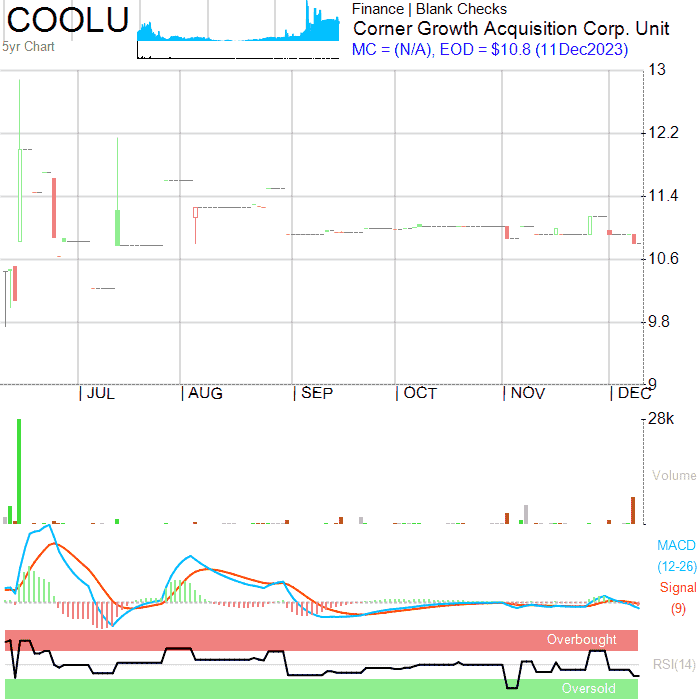 COOLU
5yr Chart
Finance | Blank Checks
Corner Growth Acquisition Corp. Unit
MC = (N/A), EOD = $10.8 (11Dec2023)
13
12.2
11.4
10.6
9.8
9
| JUL | AUG | SEP | OCT | NOV | DEC
28k
Volume
MACD
(12-26)
Signal
(9)
Overbought
RSI(14)
Oversold